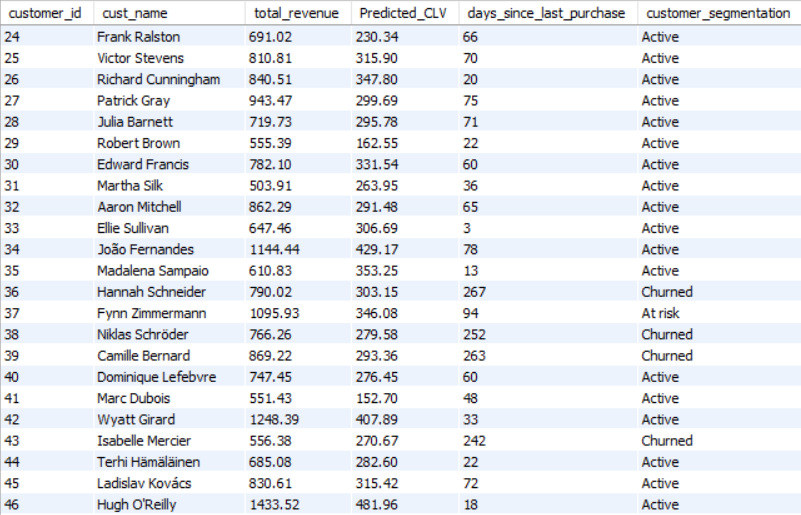 customer_id cust_name total_revenue Predicted_CLV days_since_last_purchase customer_segmentation
24 Frank Ralston 691.02 230.34 66 Active
25 Victor Stevens 810.81 315.90 70 Active
26 Richard Cunningham 840.51 347.80 20 Active
27 Patrick Gray 943.47 299.69 75 Active
28 Julia Barnett 719.73 295.78 71 Active
29 Robert Brown 555.39 162.55 22 Active
30 Edward Francis 782.10 331.54 60 Active
31 Martha Silk 503.91 263.95 36 Active
32 Aaron Mitchell 862.29 291.48 65 Active
33 Ellie Sullivan 647.46 306.69 3 Active
34 João Fernandes 1144.44 429.17 78 Active
35 Madalena Sampaio 610.83 353.25 13 Active
36 Hannah Schneider 790.02 303.15 267 Churned
37 Fynn Zimmermann 1095.93 346.08 94 At risk
38 Niklas Schröder 766.26 279.58 252 Churned
39 Camille Bernard 869.22 293.36 263 Churned
40 Dominique Lefebvre 747.45 276.45 60 Active
41 Marc Dubois 551.43 152.70 48 Active
42 Wyatt Girard 1248.39 407.89 33 Active
43 Isabelle Mercier 556.38 270.67 242 Churned
44 Terhi Hämäläinen 685.08 282.60 22 Active
45 Ladislav Kovács 830.61 315.42 72 Active
46 Hugh O'Reilly 1433.52 481.96 18 Active